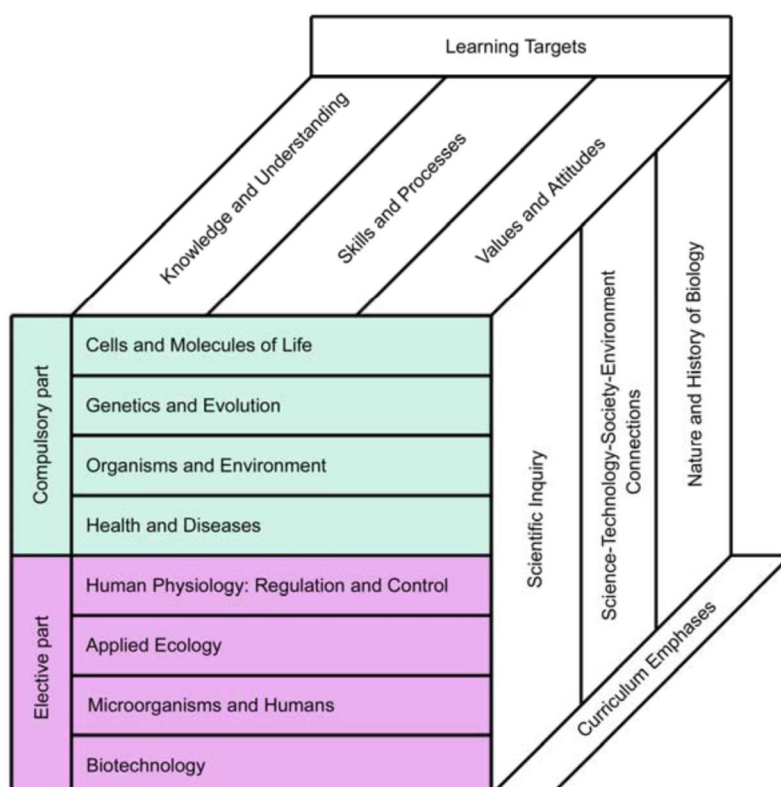 Learning Targets
Knowledge and Understanding
Skills and Processes
Values and Attitudes
Compulsory part
Cells and Molecules of Life
Genetics and Evolution
Organisms and Environment
Health and Diseases
Elective part
Human Physiology: Regulation and Control
Applied Ecology
Microorganisms and Humans
Biotechnology
Scientific Inquiry
Science-Technology-Society-Environment
Connections
Nature and History of Biology
Curriculum Emphases